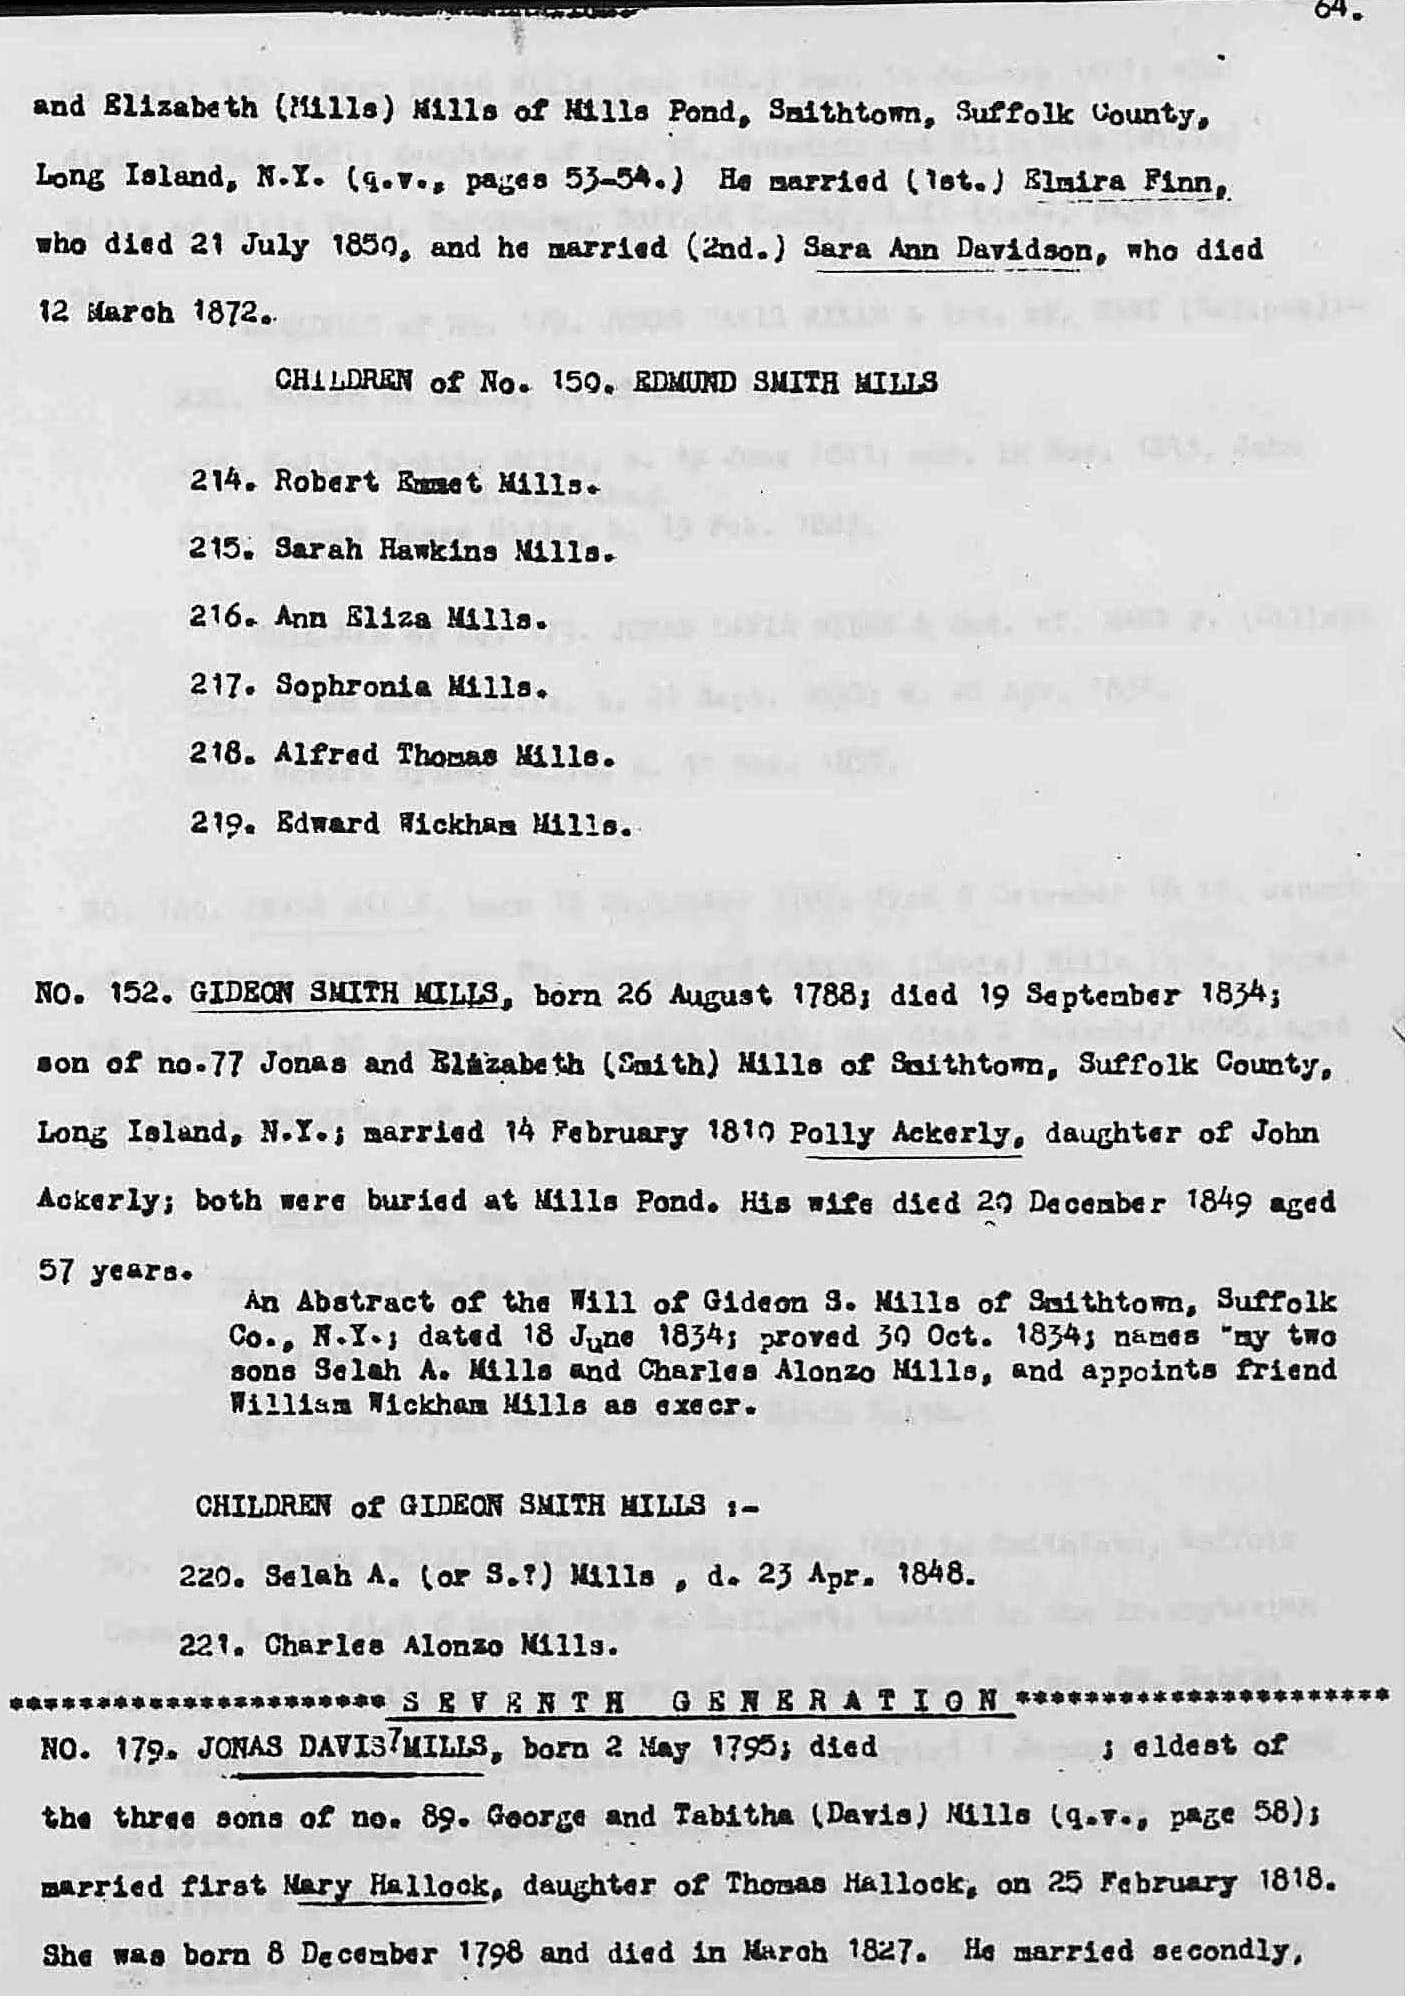 64.
and Elizabeth (Mills) Mills of Mills Pond, Smithtown, Suffolk County,
Long Island, N.Y. (q.v., pages 53-54.) He married (1st.) Elmira Finn,
who died 21 July 1850, and he married (2nd.) Sara Ann Davidson, who died
12 March 1872.
CHILDREN of No. 150. EDMUND SMITH MILLS
214. Robert Emmet Mills.
215. Sarah Hawkins Mills.
216. Ann Eliza Mills.
217. Sophronia Mills.
218. Alfred Thomas Mills.
219. Edward Wickham Mills.
NO. 152. GIDEON SMITH MILLS, born 26 August 1788; died 19 September 1834;
son of no.77 Jonas and Elizabeth (Smith) Mills of Smithtown, Suffolk County,
Long Island, N.Y.; married 14 February 1810 Polly Ackerly, daughter of John
Ackerly; both were buried at Mills Pond. His wife died 20 December 1849 aged
57 years.
An Abstract of the Will of Gideon S. Mills of Smithtown, Suffolk
Co., N.Y.; dated 18 June 1834; proved 30 Oct. 1834; names "my two
sons Selah A. Mills and Charles Alonzo Mills, and appoints friend
William Wickham Mills as execr.
CHILDREN of GIDEON SMITH MILLS :-
220. Selah A. (or S.?) Mills , d. 23 Apr. 1848.
221. Charles Alonzo Mills.
********************** S E V E N T H   G E N E R A T I O N **********************
NO. 179. JONAS DAVIS7 MILLS, born 2 May 1795; died ; eldest of
the three sons of no. 89. George and Tabitha (Davis) Mills (q.v., page 58);
married first Mary Hallock, daughter of Thomas Hallock, on 25 February 1818.
She was born 8 December 1798 and died in March 1827. He married secondly,